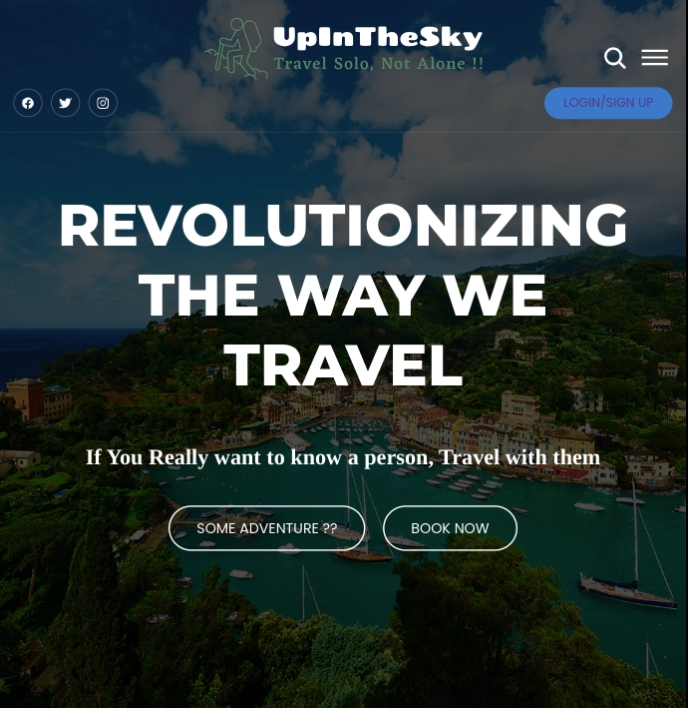 UpInTheSky
Travel Solo, Not Alone !!
LOGIN/SIGN UP
REVOLUTIONIZING
THE WAY WE
TRAVEL
If You Really want to know a person, Travel with them
SOME ADVENTURE ??
BOOK NOW